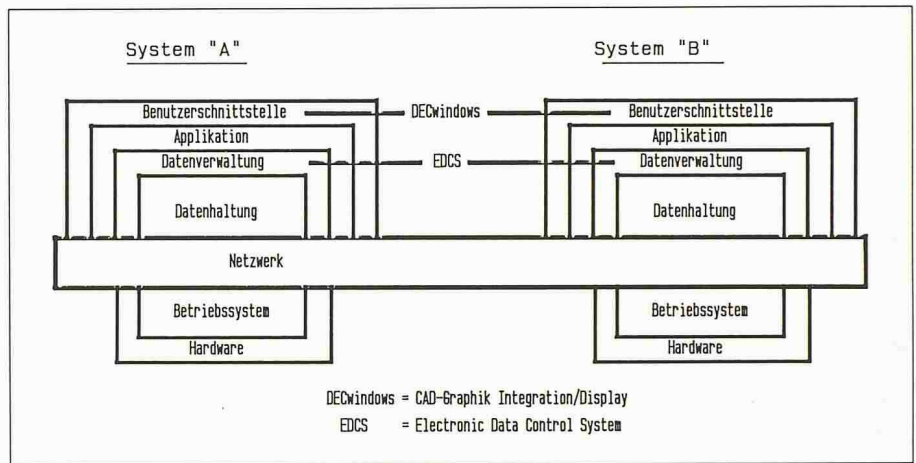 System "A" System "B"
Benutzerschnittstelle DECwindows Benutzerschnittstelle
Applikation Applikation
Datenverwaltung EDCS Datenverwaltung
Datenhaltung Datenhaltung
Netzwerk
Betriebssystem Betriebssystem
Hardware Hardware
DECwindows = CAD-Graphik Integration/Display
EDCS = Electronic Data Control System